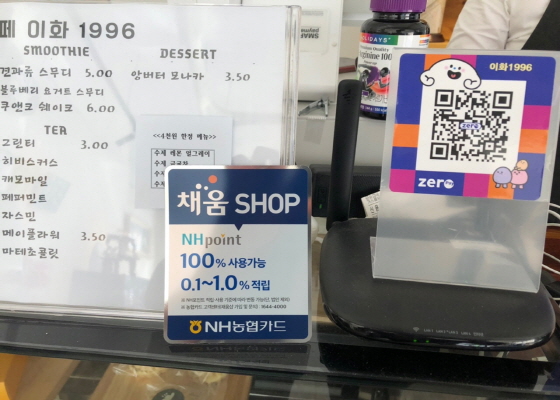 페 이화 1996
SMOOTHIE
견과류 스무디 5.00
블루베리 요거트 스무디
쿠앤크 쉐이크 6.00
TEA
그린티 3.00
히비스커스
캐모마일
페퍼민트
자스민
메이플라워 3.50
마테초콜릿
DESSERT
앙버터 모나카 3.50
<<4천원 한정 메뉴>>
수제 레몬 얼그레이
채움 SHOP
NHpoint
100% 사용가능
0.1~1.0% 적립
NH농협카드
이화1996
zero
zero